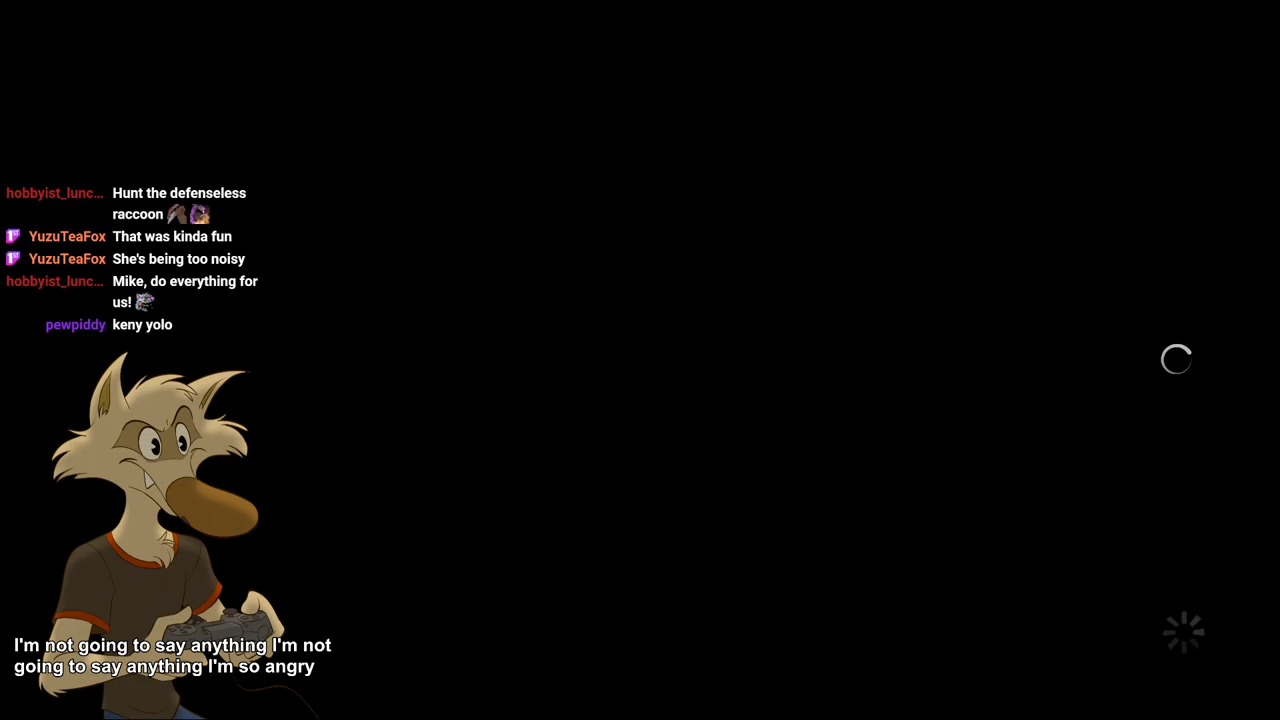 hobbyist_lunc... Hunt the defenseless
raccoon
YuzuTeaFox That was kinda fun
YuzuTeaFox She's being too noisy
hobbyist_lunc... Mike, do everything for
us!
pewpiddy keny yolo
I'm not going to say anything I'm not
going to say anything I'm so angry